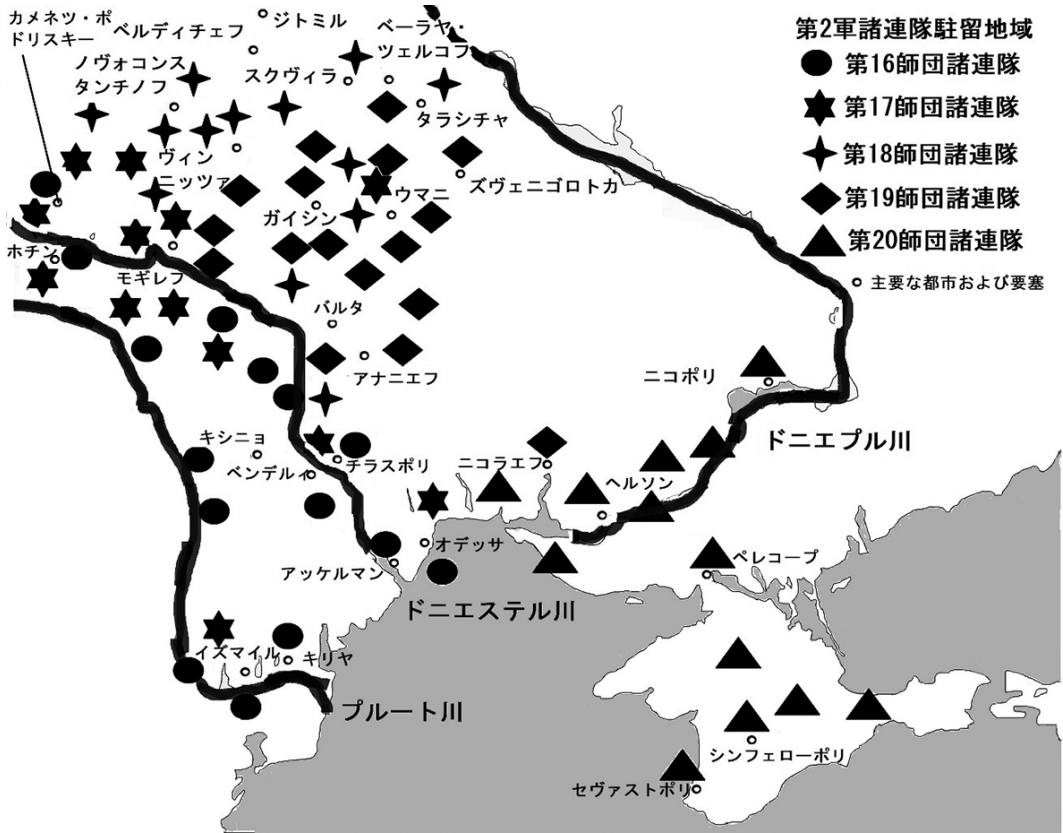 カメネツ・ポ
ドリスキー
ベルディチェフ
ジトミル
ベーラヤ・
ツェルコフ
ノヴォコンス
タンチノフ
スクヴィラ
タラシチャ
ヴィン
ニッツァ
ズヴェニゴロトカ
ウマニ
ガイシン
ホチン
モギレフ
バルタ
アナニエフ
キシニョ
ベンデルィ
チラスポリ
ニコラエフ
ニコポリ
ヘルソン
ドニエプル川
オデッサ
アッケルマン
ペレコープ
ドニエステル川
イズマイル
キリヤ
プルート川
シンフェローポリ
セヴァストポリ
第2軍諸連隊駐留地域
第16師団諸連隊
第17師団諸連隊
第18師団諸連隊
第19師団諸連隊
第20師団諸連隊
主要な都市および要塞